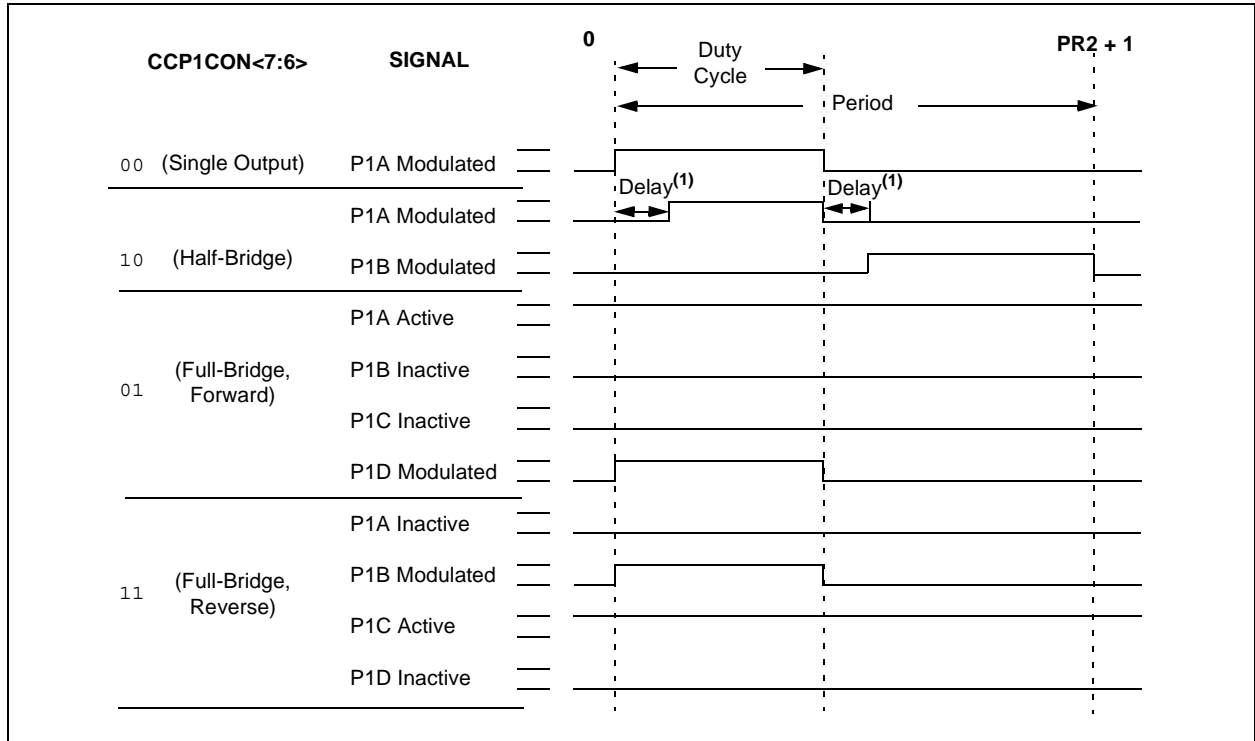 CCP1CON<7:6>
SIGNAL
0
Duty
Cycle
PR2 + 1
Period
00 (Single Output)
P1A Modulated
Delay(1)
Delay(1)
P1A Modulated
10 (Half-Bridge)
P1B Modulated
P1A Active
01 (Full-Bridge,
Forward)
P1B Inactive
P1C Inactive
P1D Modulated
P1A Inactive
11 (Full-Bridge,
Reverse)
P1B Modulated
P1C Active
P1D Inactive